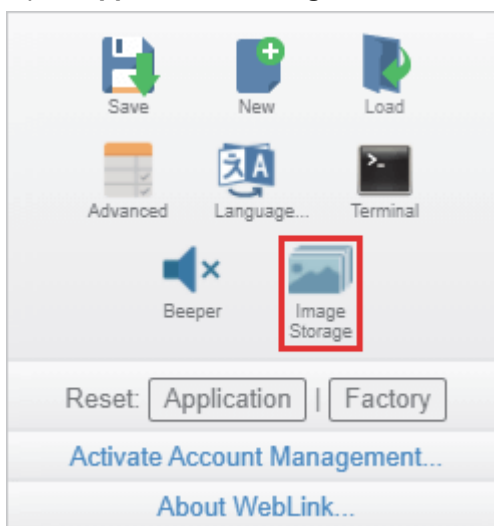 Save New Load
Advanced Language... Terminal
Beeper Image
Storage
Reset: Application | Factory
Activate Account Management...
About WebLink...